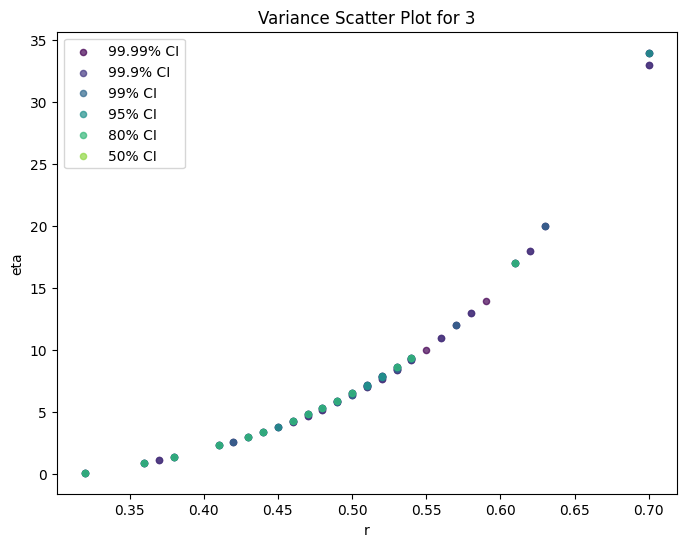 Variance Scatter Plot for 3
99.99% CI
99.9% CI
99% CI
95% CI
80% CI
50% CI
eta
35
30
25
20
15
10
5
0
0.35 0.40 0.45 0.50 0.55 0.60 0.65 0.70
r